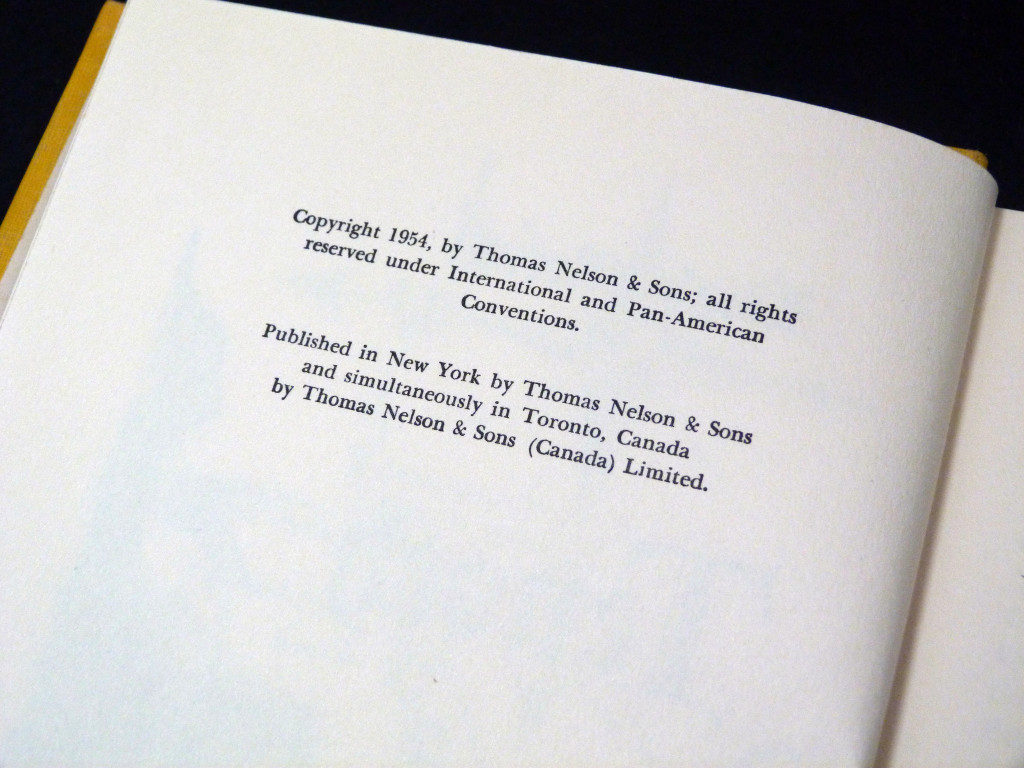 Copyright 1954, by Thomas Nelson & Sons; all rights
reserved under International and Pan-American
Conventions.
Published in New York by Thomas Nelson & Sons
and simultaneously in Toronto, Canada
by Thomas Nelson & Sons (Canada) Limited.